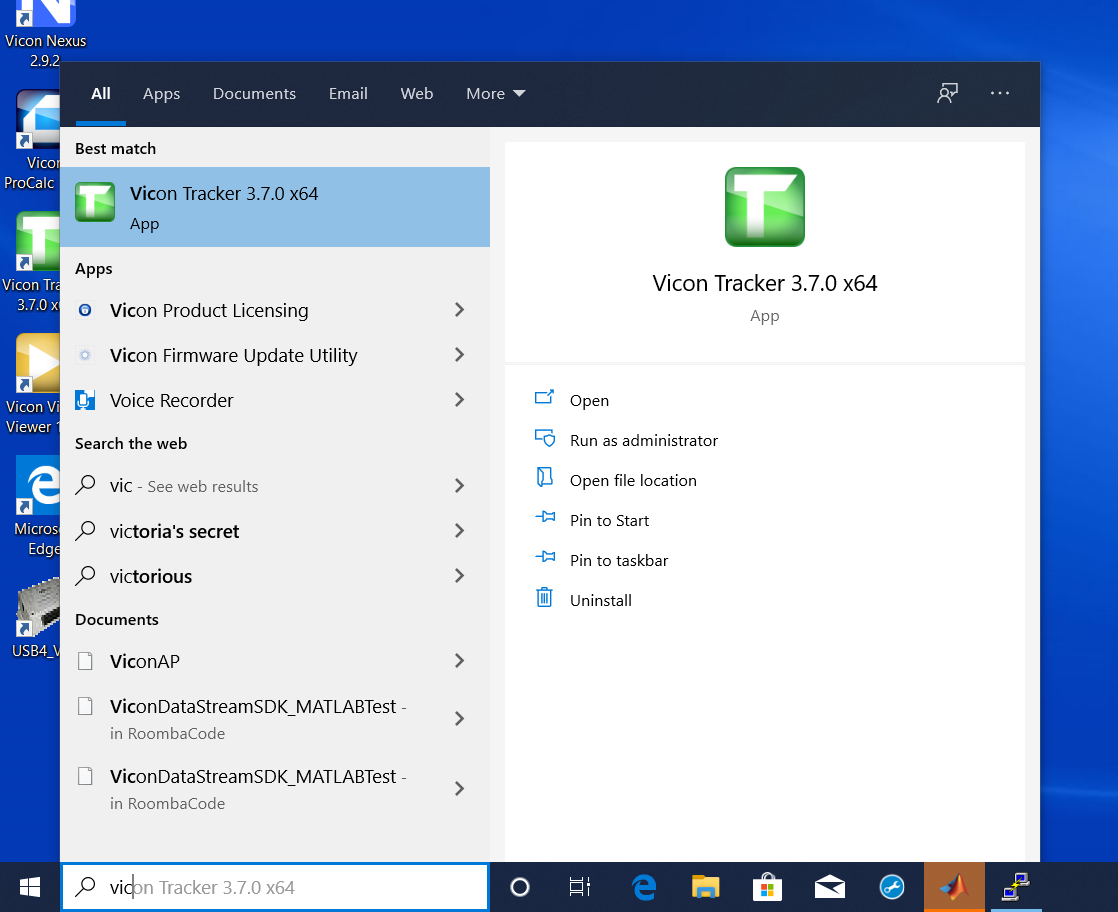 Vicon Nexus
2.9.2
Vicon
ProCalc
Vicon Tra
3.7.0 x6
Vicon Vi
Viewer 1
Micros
Edge
USB4_V
All Apps Documents Email Web More
Best match
Vicon Tracker 3.7.0 x64
App
Apps
Vicon Product Licensing
Vicon Firmware Update Utility
Voice Recorder
Search the web
vic - See web results
victoria's secret
victorious
Documents
ViconAP
ViconDataStreamSDK_MATLABTest -
in RoombaCode
ViconDataStreamSDK_MATLABTest -
in RoombaCode
Vicon Tracker 3.7.0 x64
App
Open
Run as administrator
Open file location
Pin to Start
Pin to taskbar
Uninstall
vicon Tracker 3.7.0 x64